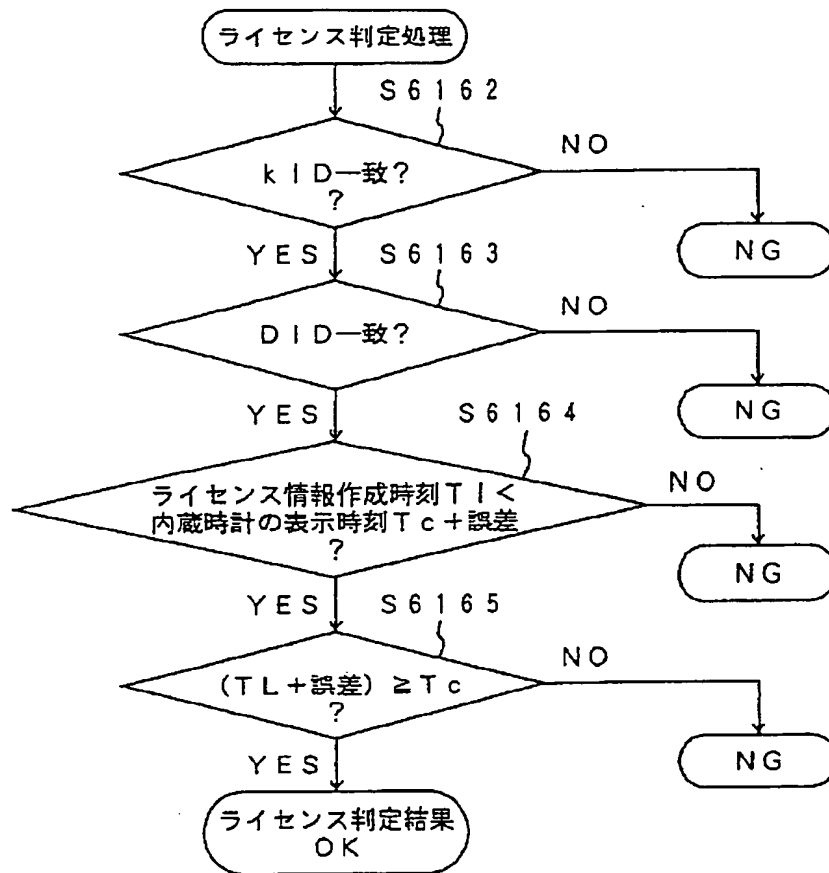 ライセンス判定処理
S6162
kID一致?
?
NO
NG
YES
S6163
DID一致?
NO
NG
YES
S6164
ライセンス情報作成時刻TI<
内蔵時計の表示時刻Tc+誤差
?
NO
NG
YES
S6165
(TL+誤差)≧Tc
?
NO
NG
YES
ライセンス判定結果
OK